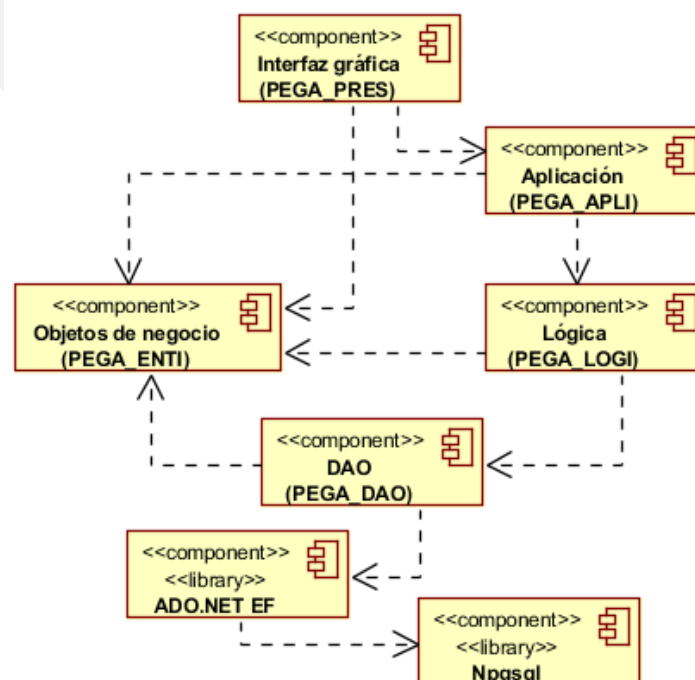 <<component>>
Interfaz gráfica
(PEGA_PRES)
<<component>>
Aplicación
(PEGA_APLI)
<<component>>
Objetos de negocio
(PEGA_ENTI)
<<component>>
Lógica
(PEGA_LOGI)
<<component>>
DAO
(PEGA_DAO)
<<component>>
<<library>>
ADO.NET EF
<<component>>
<<library>>
Npgsql